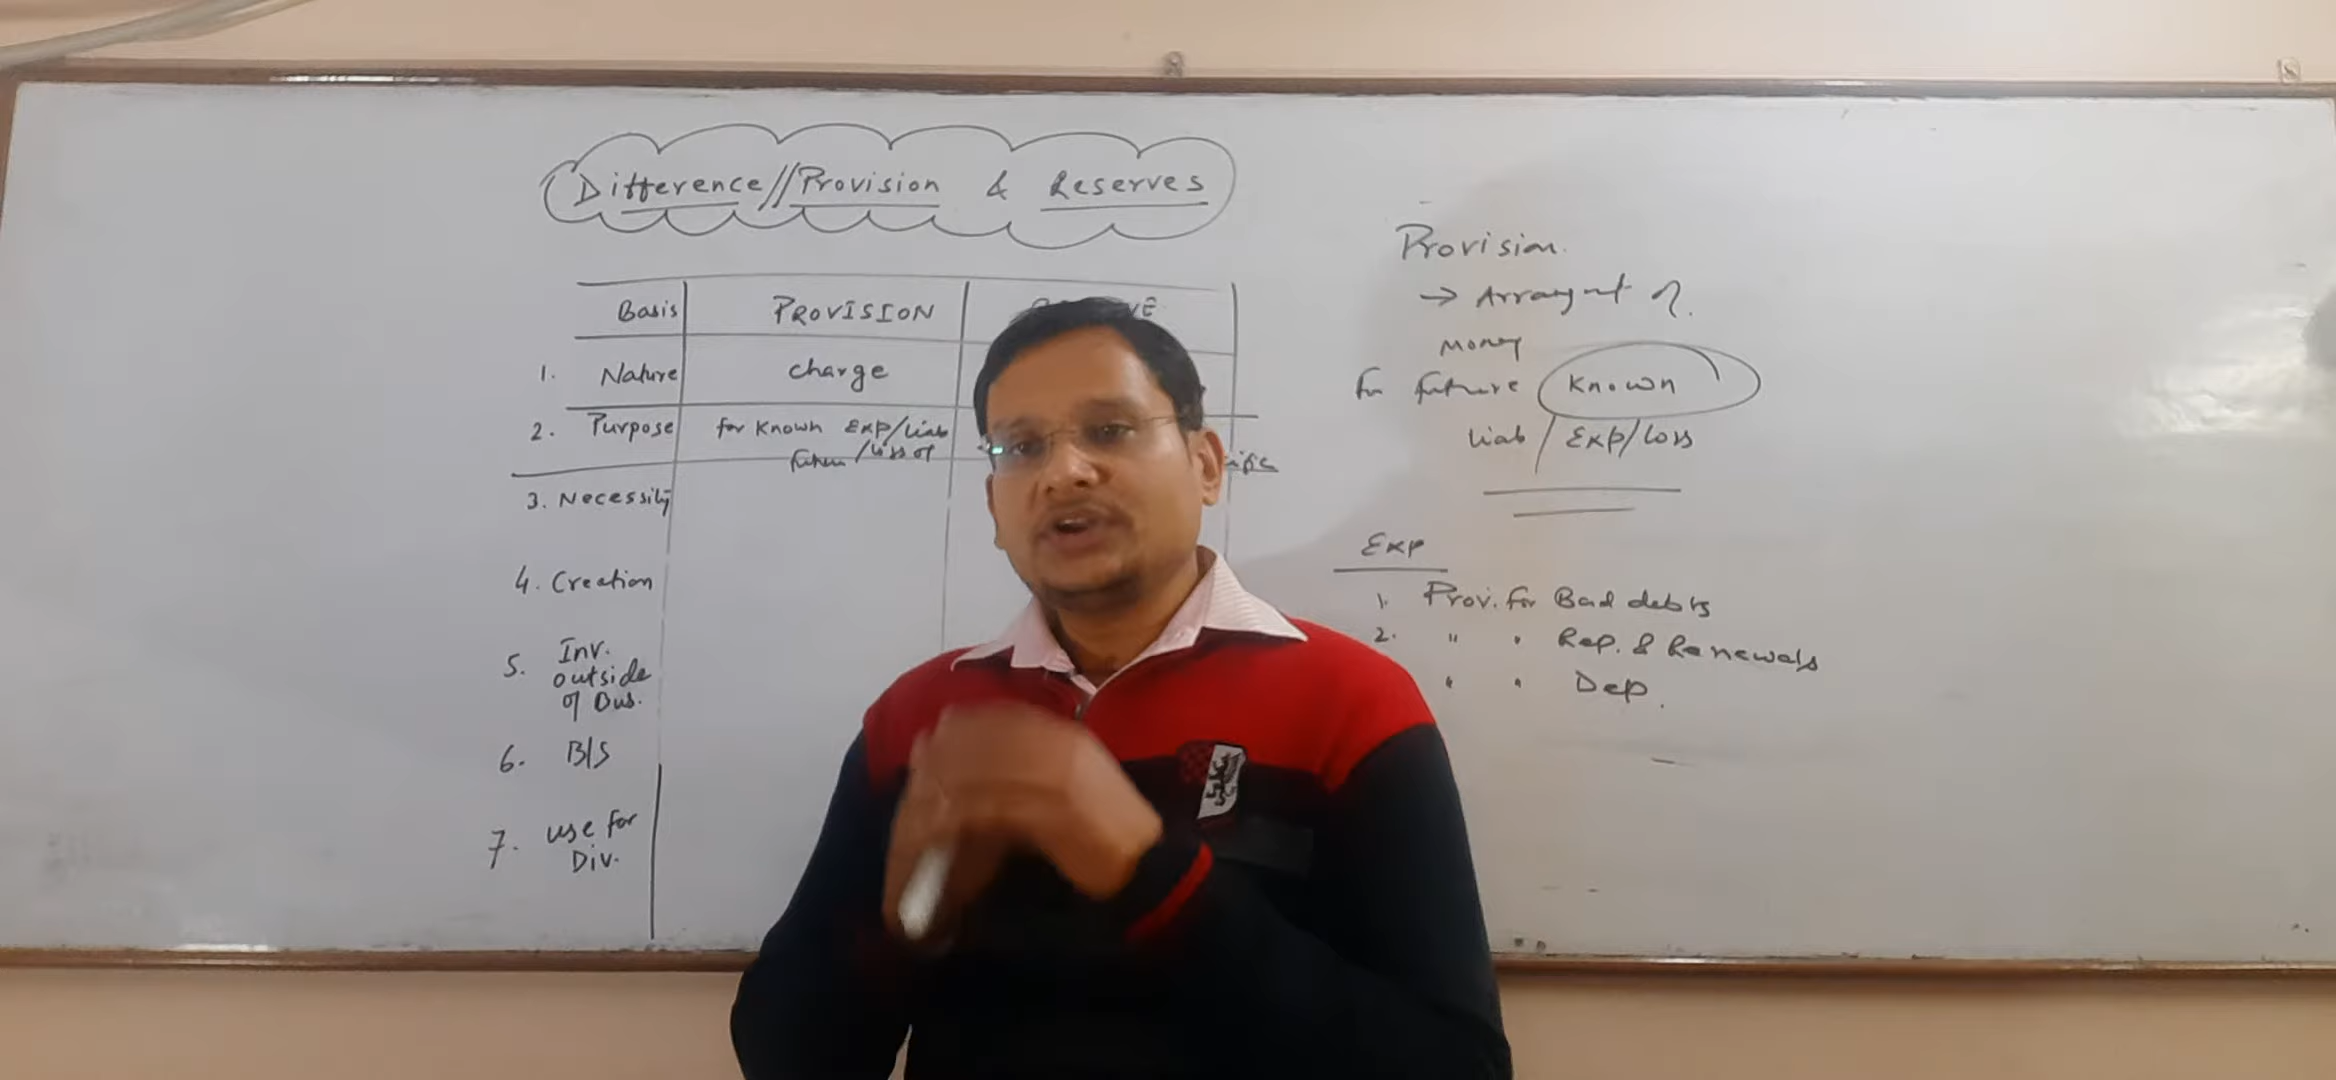 Difference//Provision & Reserves
Basis PROVISION
1. Nature charge
2. Purpose for Known Exp/liab
future /loss of
3. Necessity
4. Creation
5. Inv.
outside
of Bus.
6. B/S
7. use for
Div.
Provision.
→ Arrangmt of
Money
for future Known
liab / Exp/loss
Exp
1. Prov. for Bad debts
2. " " Rep. & Renewals
" " Dep.